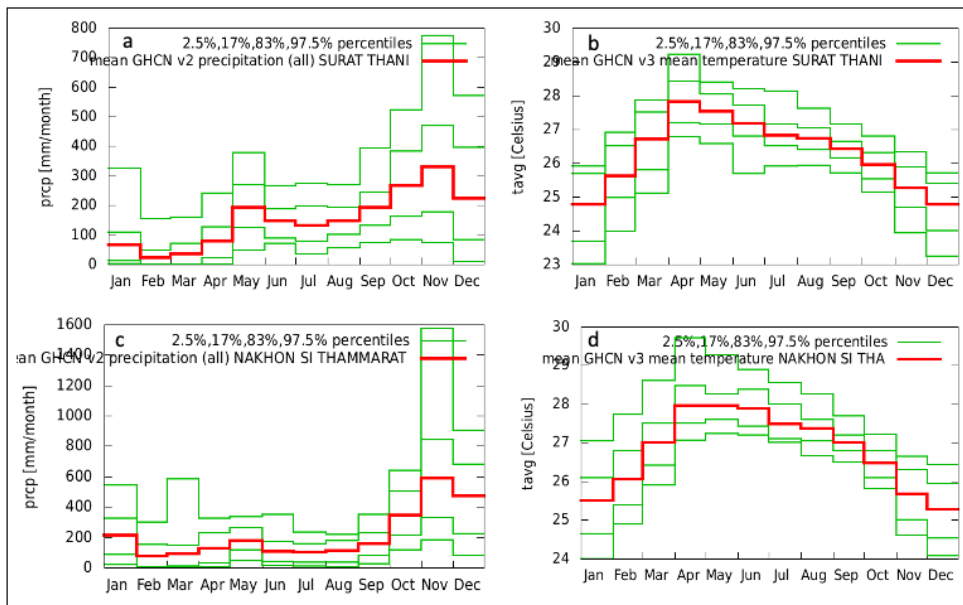 a
2.5%,17%,83%,97.5% percentiles
mean GHCN v2 precipitation (all) SURAT THANI
prcp [mm/month]
800
700
600
500
400
300
200
100
0
Jan Feb Mar Apr May Jun Jul Aug Sep Oct Nov Dec
b
2.5%,17%,83%,97.5% percentiles
mean GHCN v3 mean temperature SURAT THANI
tavg [Celsius]
30
29
28
27
26
25
24
23
Jan Feb Mar Apr May Jun Jul Aug Sep Oct Nov Dec
c
2.5%,17%,83%,97.5% percentiles
ean GHCN v2 precipitation (all) NAKHON SI THAMMARAT
prcp [mm/month]
1600
1400
1200
1000
800
600
400
200
0
Jan Feb Mar Apr May Jun Jul Aug Sep Oct Nov Dec
d
2.5%,17%,83%,97.5% percentiles
mean GHCN v3 mean temperature NAKHON SI THA
tavg [Celsius]
30
29
28
27
26
25
24
Jan Feb Mar Apr May Jun Jul Aug Sep Oct Nov Dec